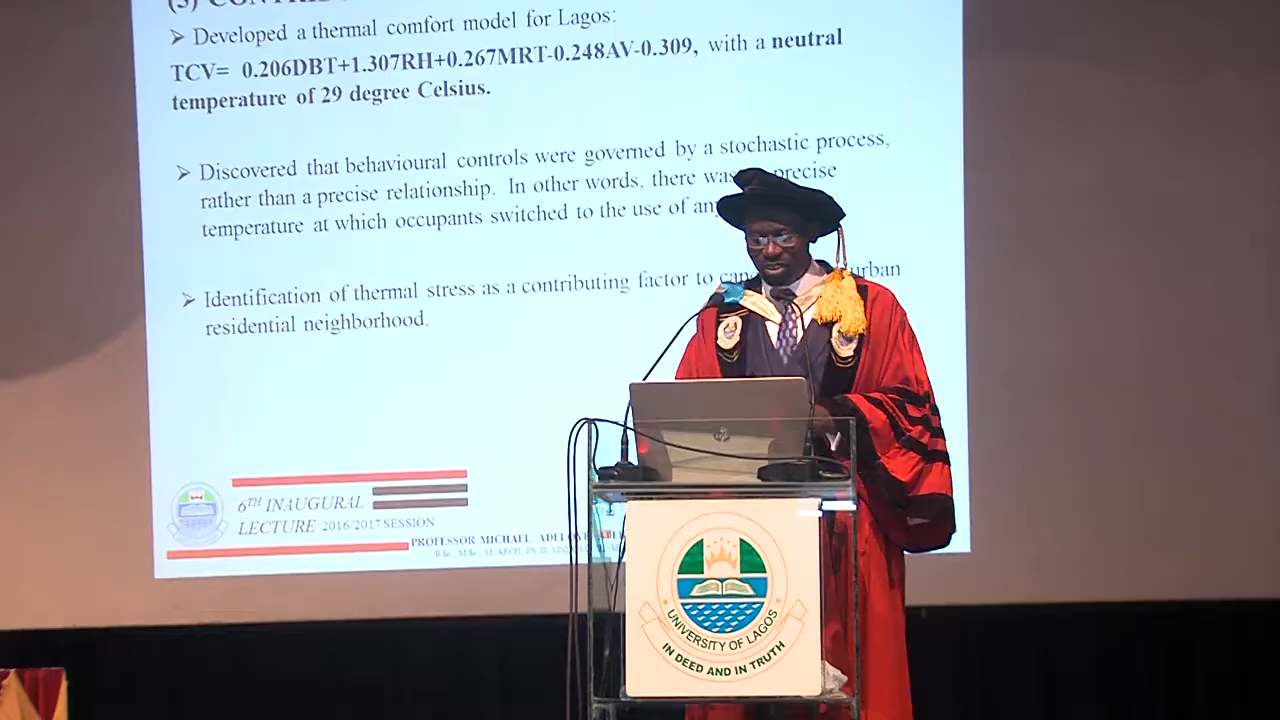 ➢ Developed a thermal comfort model for Lagos:
TCV= 0.206DBT+1.307RH+0.267MRT-0.248AV-0.309, with a neutral
temperature of 29 degree Celsius.
➢ Discovered that behavioural controls were governed by a stochastic process,
rather than a precise relationship. In other words, there was precise
temperature at which occupants switched to the use of
➢ Identification of thermal stress as a contributing factor to urban
residential neighborhood.
6TH INAUGURAL
LECTURE 2016/2017 SESSION
PROFESSOR MICHAEL
UNIVERSITY OF LAGOS
IN DEED AND IN TRUTH